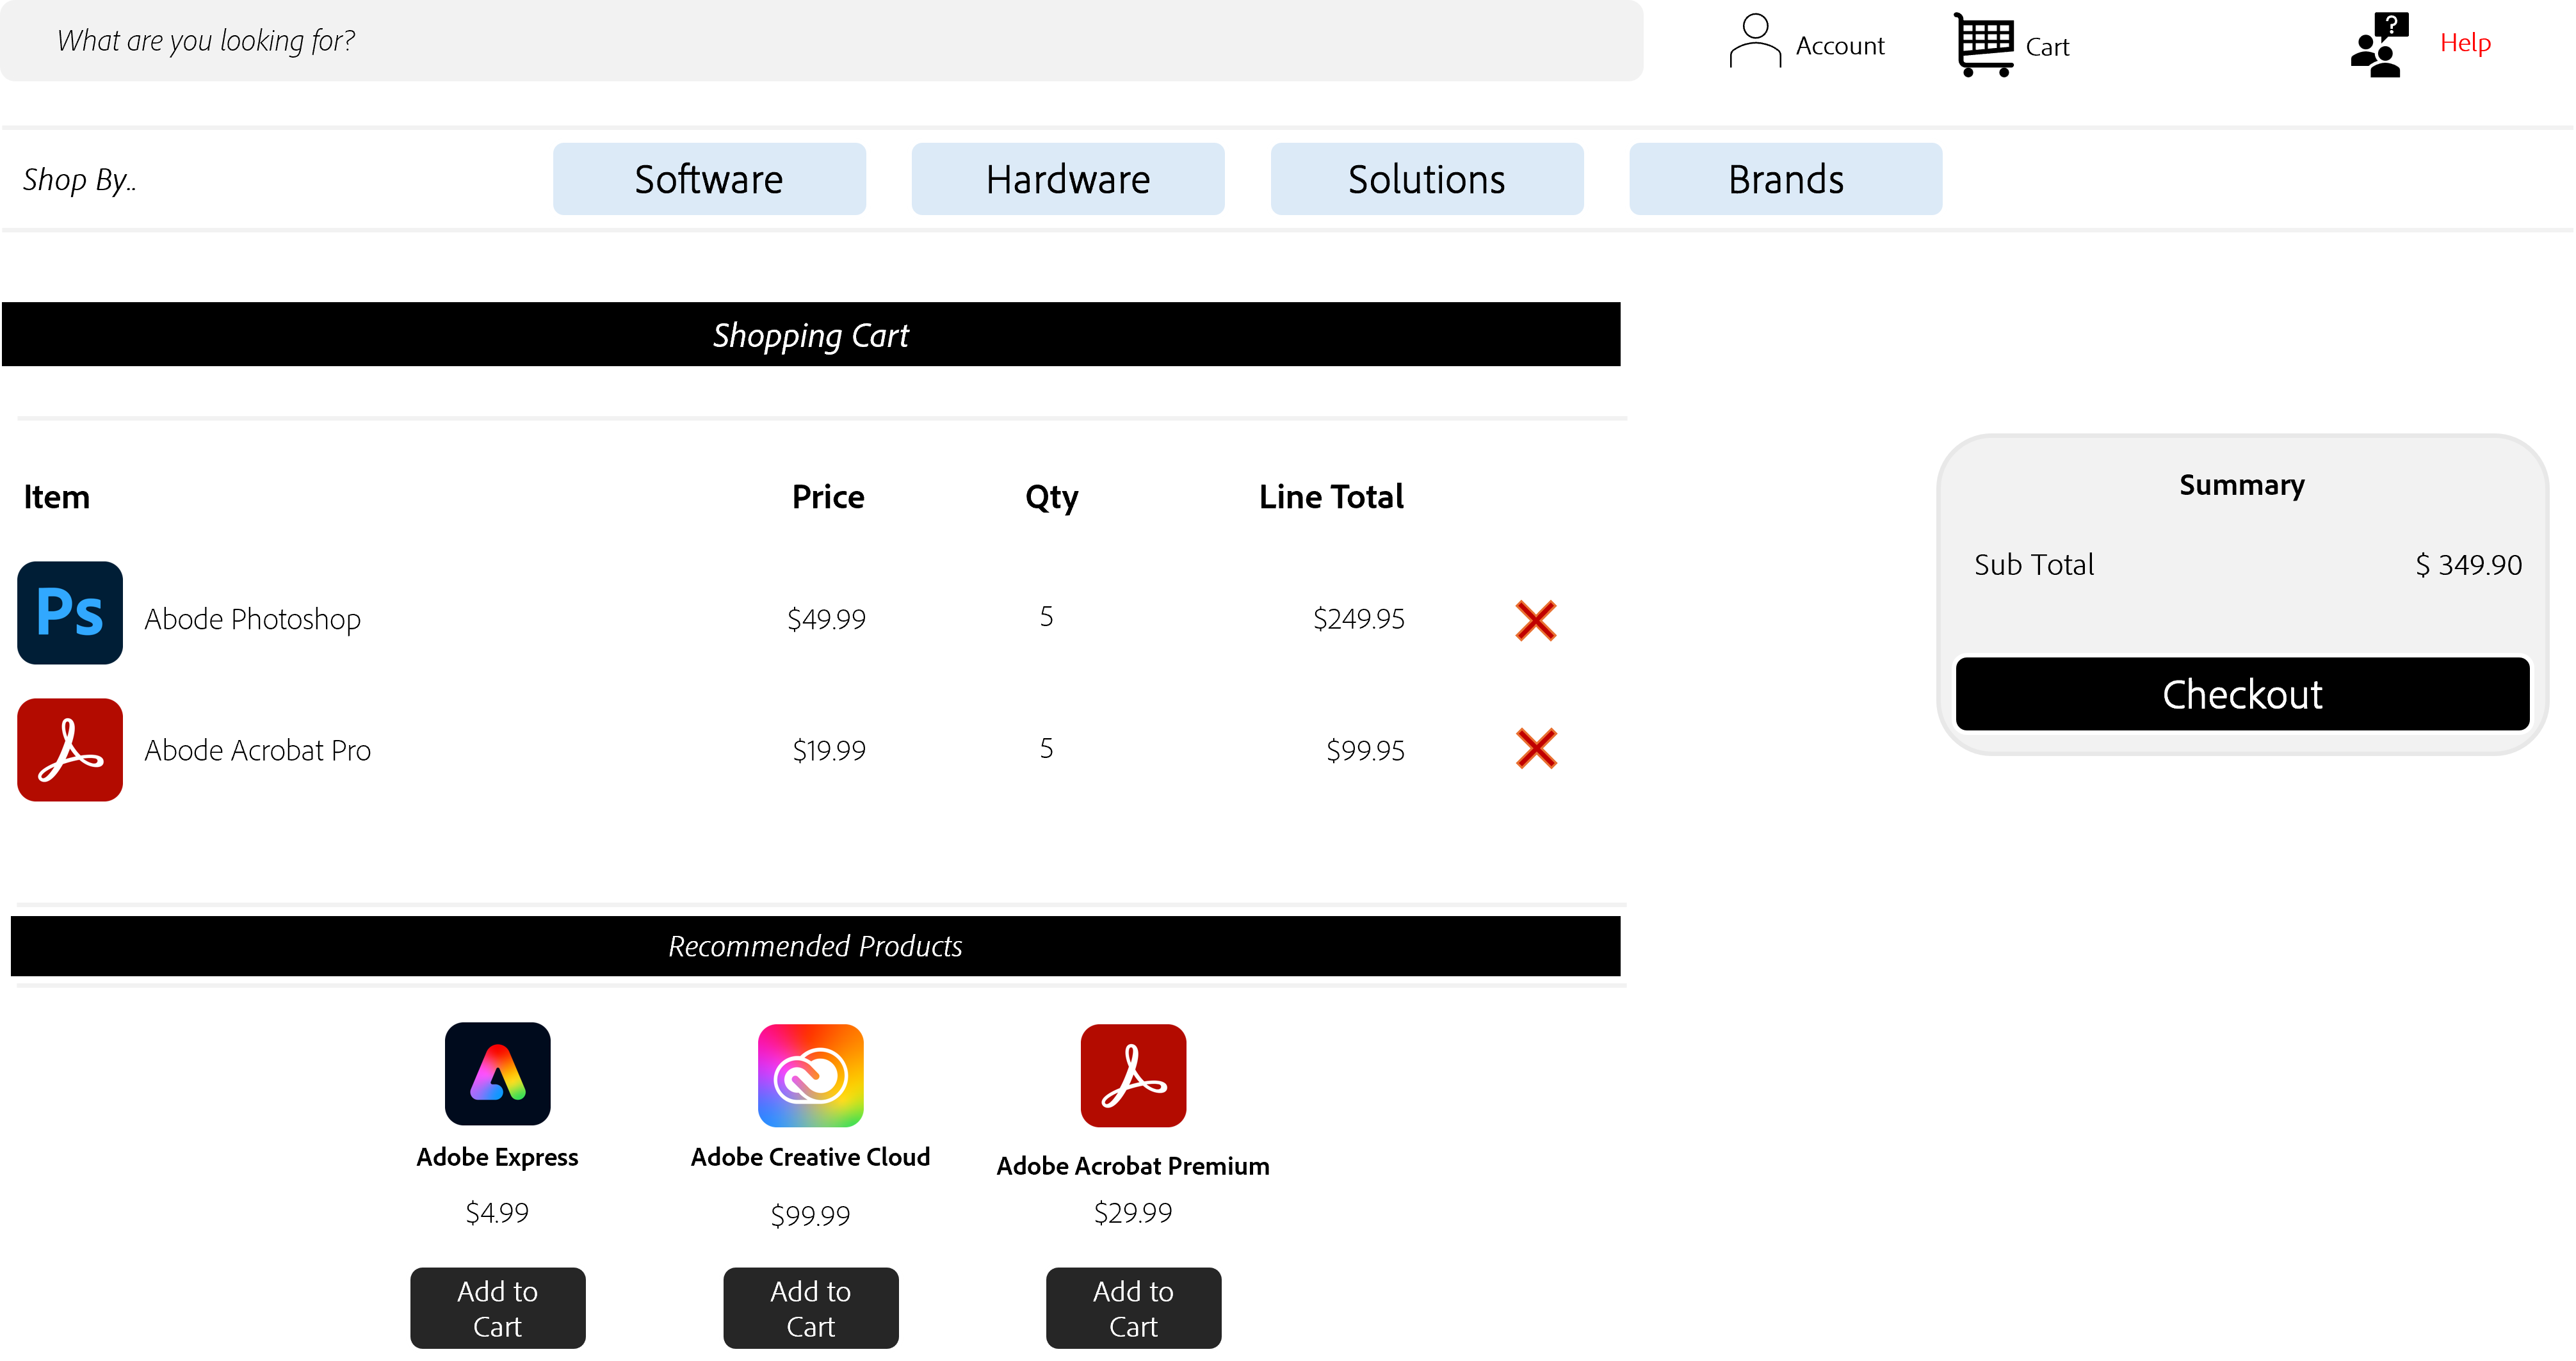 What are you looking for?
Account
Cart
?
Help
Shop By..
Software
Hardware
Solutions
Brands
Shopping Cart
Item Price Qty Line Total
Ps Abode Photoshop $49.99 5 $249.95
Abode Acrobat Pro $19.99 5 $99.95
Summary
Sub Total $ 349.90
Checkout
Recommended Products
Adobe Express
$4.99
Add to
Cart
Adobe Creative Cloud
$99.99
Add to
Cart
Adobe Acrobat Premium
$29.99
Add to
Cart